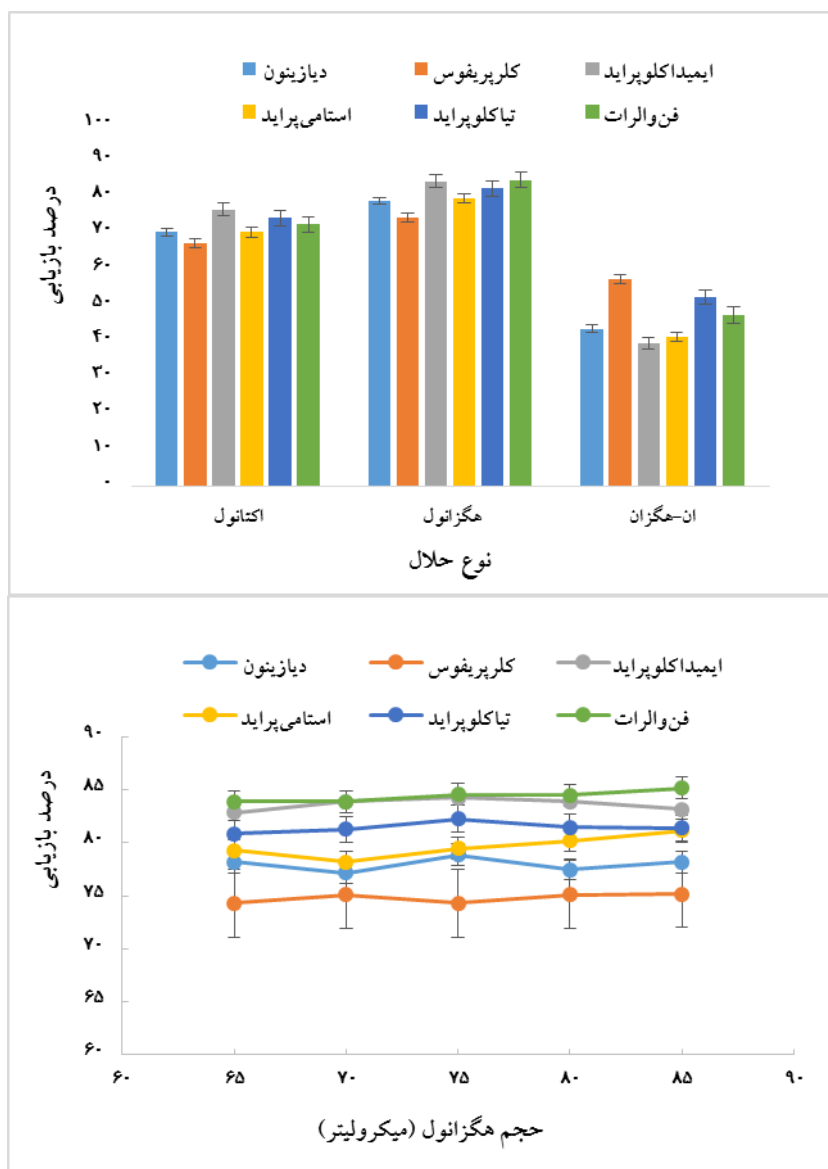 دیازینون کلرپریفوس ایمیداکلوپراید
استامی‌پراید تیاکلوپراید فن‌والرات
درصد بازیابی
۱۰۰
۹۰
۸۰
۷۰
۶۰
۵۰
۴۰
۳۰
۲۰
۱۰
۰
اکتانول هگزانول ان-هگزان
نوع حلال
دیازینون کلرپریفوس ایمیداکلوپراید
استامی‌پراید تیاکلوپراید فن‌والرات
درصد بازیابی
۹۰
۸۵
۸۰
۷۵
۷۰
۶۵
۶۰
۶۰ ۶۵ ۷۰ ۷۵ ۸۰ ۸۵ ۹۰
حجم هگزانول (میکرولیتر)